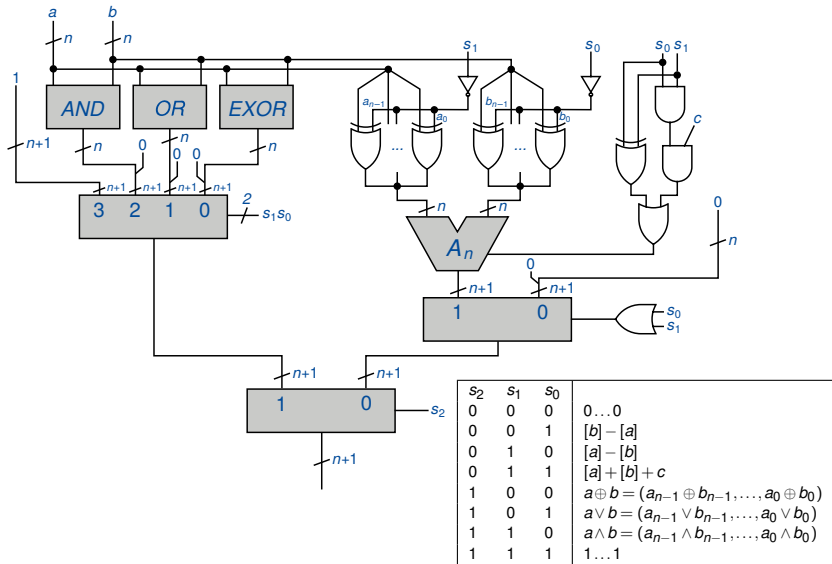 a b
n n
s1 s0 s0 s1
1
AND OR EXOR
an−1 a0 bn−1 b0
... ...
c
n+1
n n n
0 0 0
n+1 n+1 n+1 n+1
3 2 1 0
2
s1s0
n n
An
0
n
0
n+1 n+1
1 0
s0
s1
n+1 n+1
1 0
s2
n+1
s2 s1 s0
0 0 0 0...0
0 0 1 [b]−[a]
0 1 0 [a]−[b]
0 1 1 [a]+[b]+c
1 0 0 a⊕b=(an−1⊕bn−1,...,a0⊕b0)
1 0 1 a∨b=(an−1∨bn−1,...,a0∨b0)
1 1 0 a∧b=(an−1∧bn−1,...,a0∧b0)
1 1 1 1...1